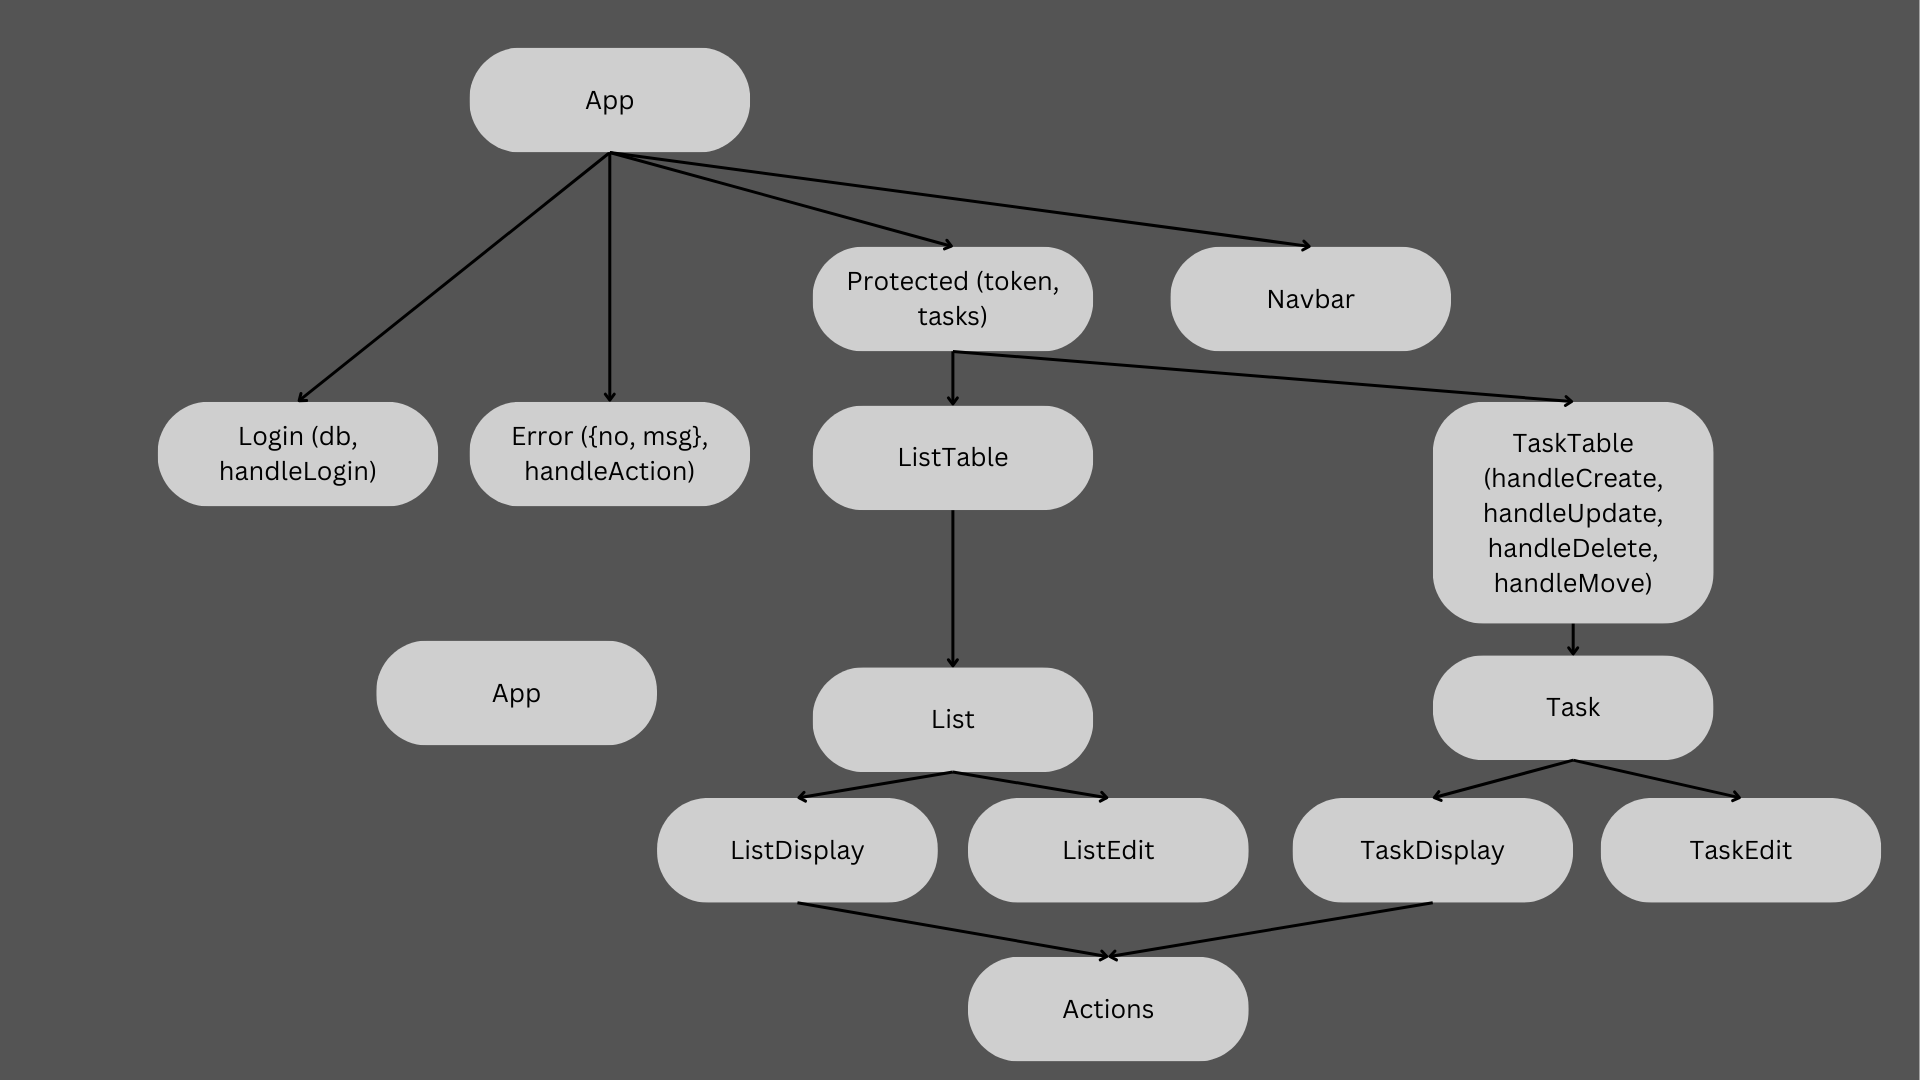 App
Protected (token,
tasks)
Navbar
Login (db,
handleLogin)
Error ({no, msg},
handleAction)
ListTable
TaskTable
(handleCreate,
handleUpdate,
handleDelete,
handleMove)
App
List
Task
ListDisplay
ListEdit
TaskDisplay
TaskEdit
Actions